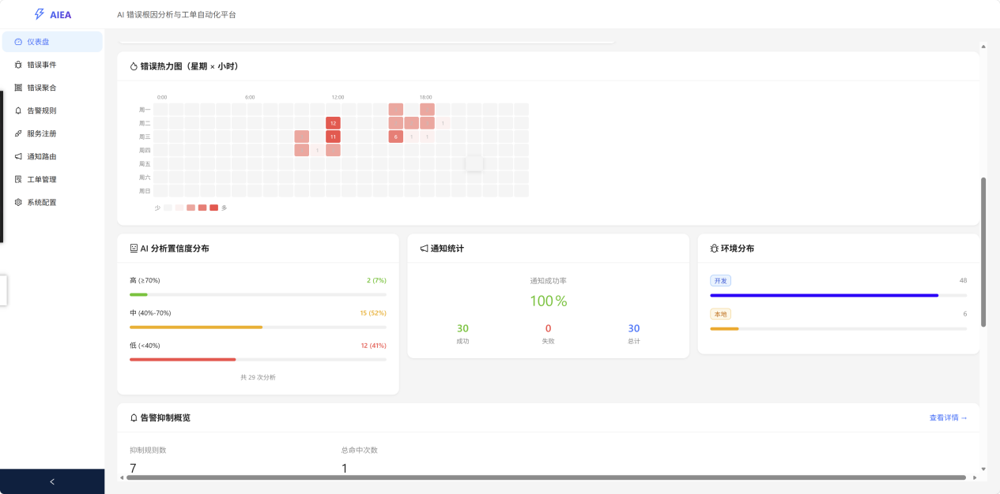 AIEA
AI 错误根因分析与工单自动化平台
仪表盘
错误事件
错误聚合
告警规则
服务注册
通知路由
工单管理
系统配置
错误热力图（星期 × 小时）
0:00 6:00 12:00 18:00
周一
周二 12 1
周三 11 6 1 1
周四 1
周五
周六
周日
少 多
AI 分析置信度分布
高 (≥70%) 2 (7%)
中 (40%-70%) 15 (52%)
低 (<40%) 12 (41%)
共 29 次分析
通知统计
通知成功率
100 %
30 0 30
成功 失败 总计
环境分布
开发 48
本地 6
告警抑制概览 查看详情 →
抑制规则数 总命中次数
7 1